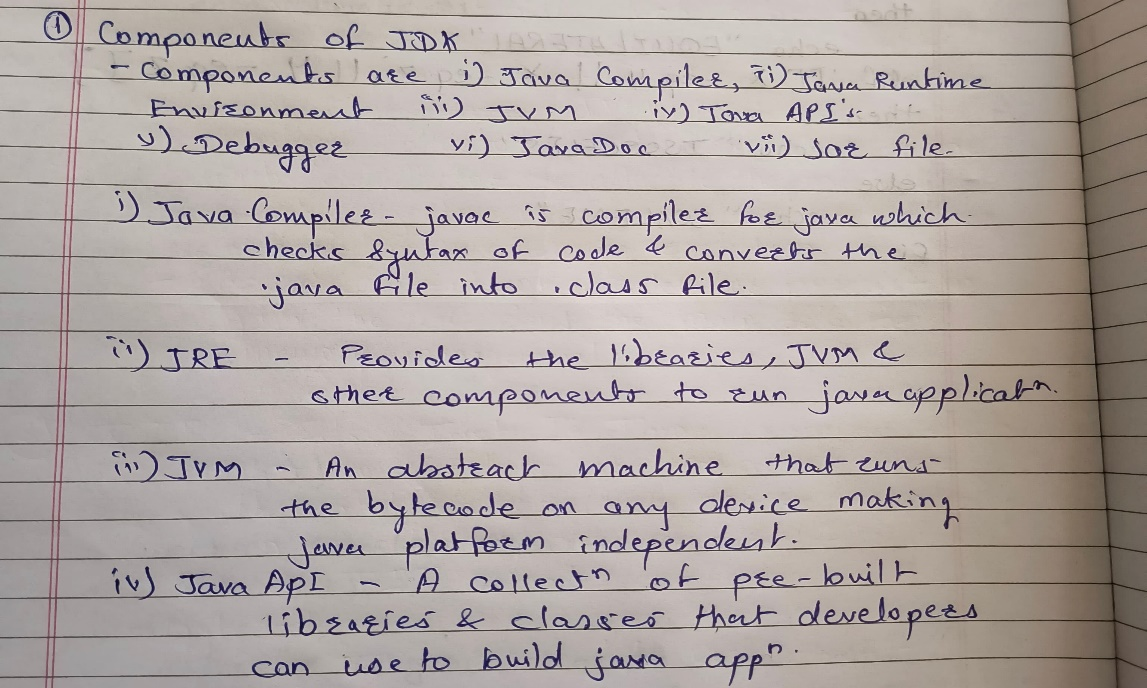 ① Components of JDK
- Components are i) Java Compiler, ii) Java Runtime
Environment iii) JVM iv) Java API's
v) Debugger vi) JavaDoc vii) Jar file.
i) Java Compiler - javac is compiler for java which
checks Syntax of code & converts the
.java file into .class file.
ii) JRE - Provides the libraries, JVM &
other components to run java applicatn.
iii) JVM - An abstract machine that runs
the bytecode on any device making
java platform independent.
iv) Java ApI - A collectn of pre-built
libraries & classes that developers
can use to build java appn.